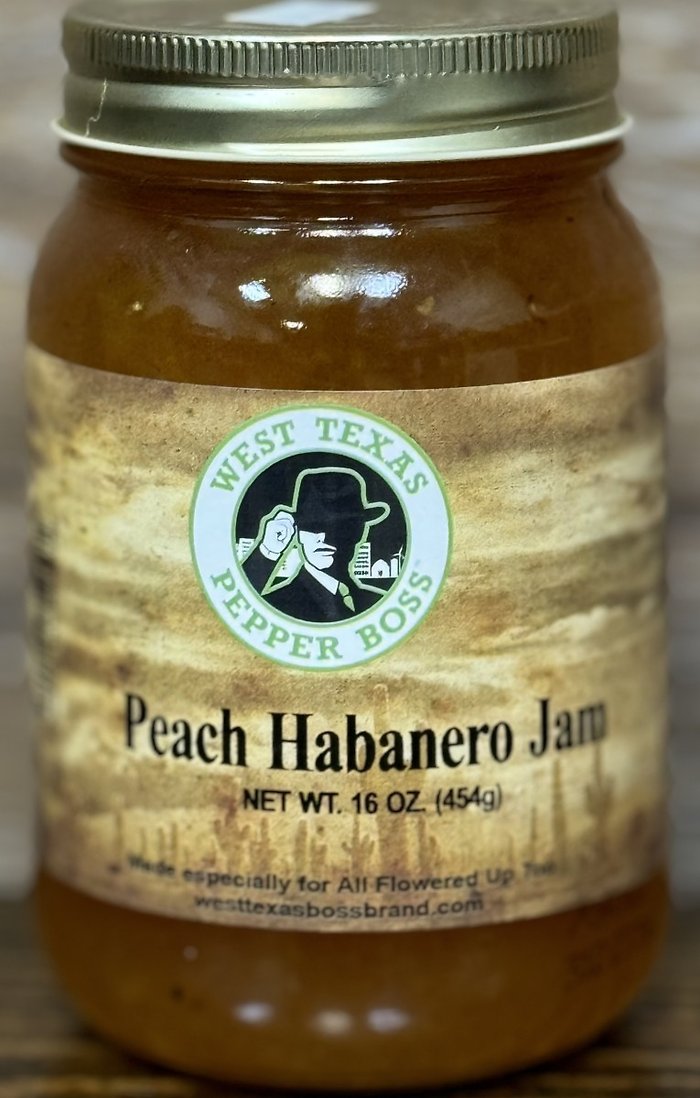 WEST TEXAS
PEPPER BOSS
Peach Habanero Jam
NET WT. 16 OZ. (454g)
Made especially for All Flowered Up
westtexasbossbrand.com